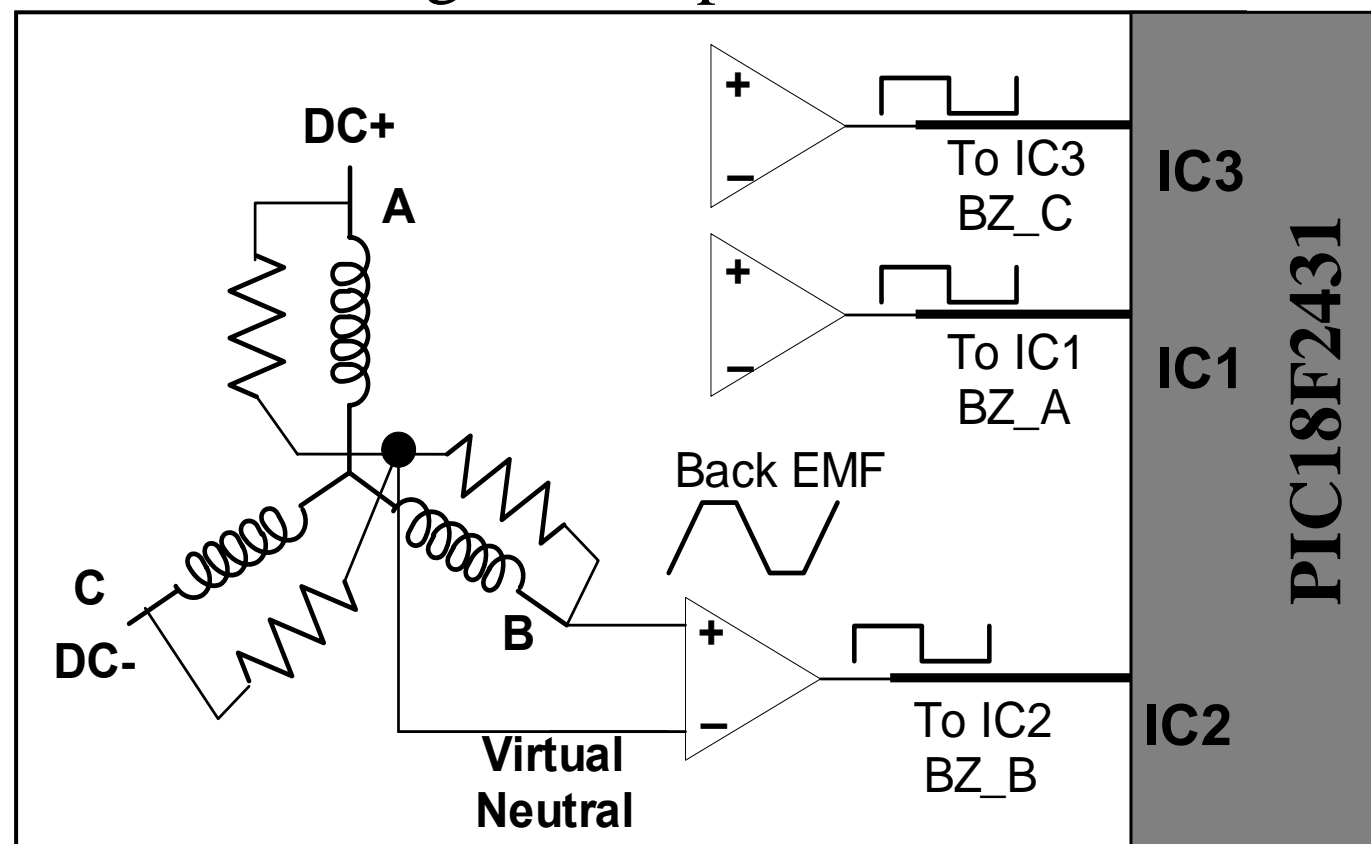 DC+
A
C
DC-
B
Virtual
Neutral
Back EMF
+
–
To IC3
BZ_C
+
–
To IC1
BZ_A
+
–
To IC2
BZ_B
IC3
IC1
IC2
PIC18F2431